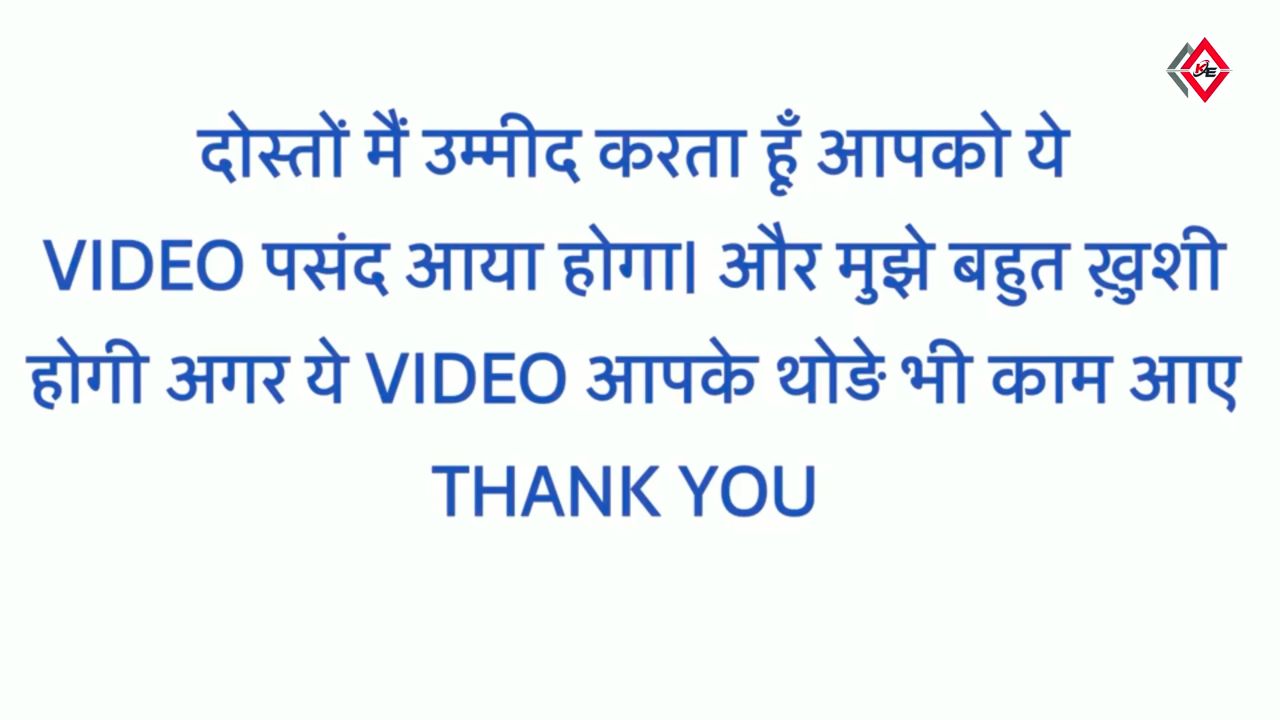 दोस्तों मैं उम्मीद करता हूँ आपको ये
VIDEO पसंद आया होगा। और मुझे बहुत ख़ुशी
होगी अगर ये VIDEO आपके थोङे भी काम आए
THANK YOU